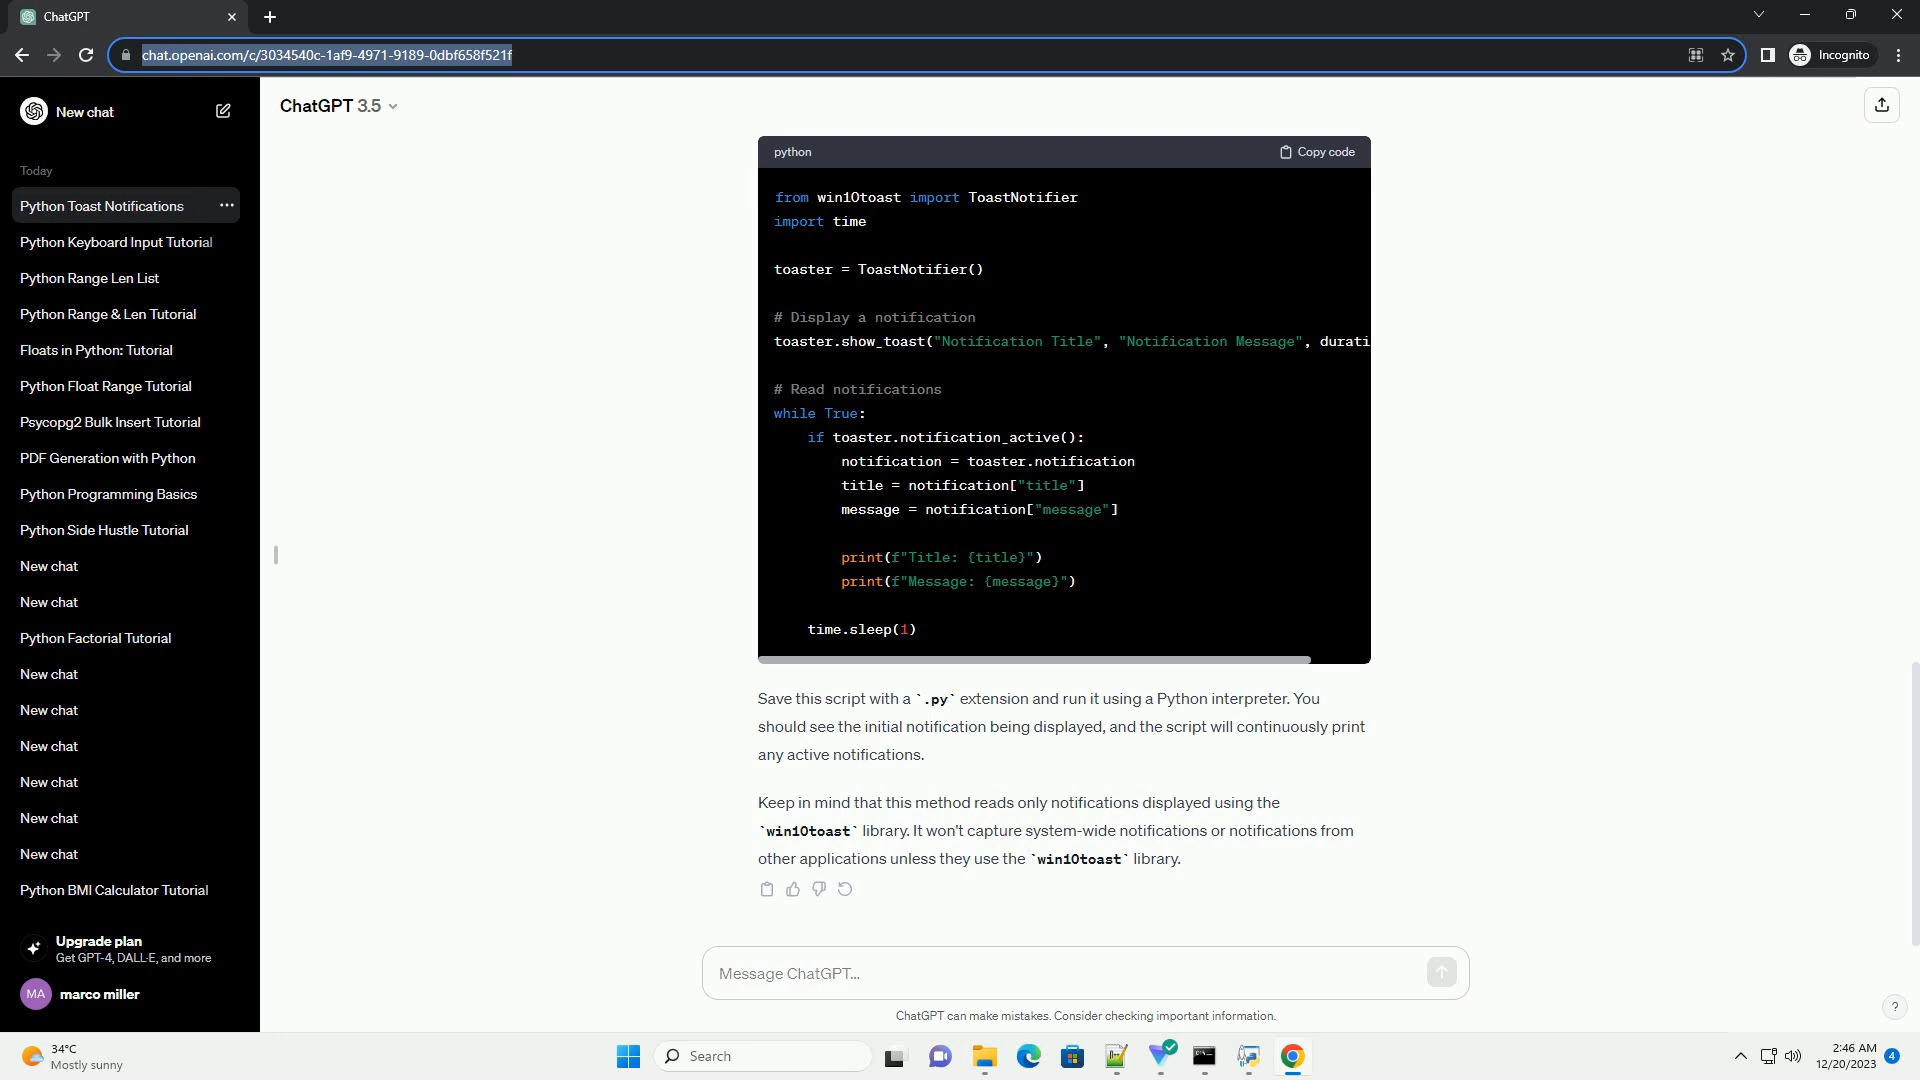 ChatGPT
chat.openai.com/c/3034540c-1af9-4971-9189-0dbf658f521f
Incognito
New chat
Today
Python Toast Notifications
Python Keyboard Input Tutorial
Python Range Len List
Python Range & Len Tutorial
Floats in Python: Tutorial
Python Float Range Tutorial
Psycopg2 Bulk Insert Tutorial
PDF Generation with Python
Python Programming Basics
Python Side Hustle Tutorial
New chat
New chat
Python Factorial Tutorial
New chat
New chat
New chat
New chat
New chat
New chat
Python BMI Calculator Tutorial
Upgrade plan
Get GPT-4, DALL·E, and more
MA
marco miller
ChatGPT 3.5
python
Copy code
from win10toast import ToastNotifier
import time
toaster = ToastNotifier()
# Display a notification
toaster.show_toast("Notification Title", "Notification Message", durati
# Read notifications
while True:
if toaster.notification_active():
notification = toaster.notification
title = notification["title"]
message = notification["message"]
print(f"Title: {title}")
print(f"Message: {message}")
time.sleep(1)
Save this script with a `.py` extension and run it using a Python interpreter. You
should see the initial notification being displayed, and the script will continuously print
any active notifications.
Keep in mind that this method reads only notifications displayed using the
`win10toast` library. It won't capture system-wide notifications or notifications from
other applications unless they use the `win10toast` library.
Message ChatGPT...
ChatGPT can make mistakes. Consider checking important information.
?
34°C
Mostly sunny
Search
2:46 AM
12/20/2023
4